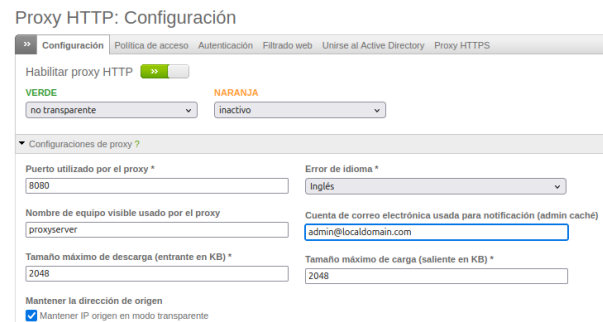 Proxy HTTP: Configuración
» Configuración Política de acceso Autenticación Filtrado web Unirse al Active Directory Proxy HTTPS
Habilitar proxy HTTP »
VERDE NARANJA
no transparente inactivo
Configuraciones de proxy ?
Puerto utilizado por el proxy * Error de idioma *
8080 Inglés
Nombre de equipo visible usado por el proxy Cuenta de correo electrónica usada para notificación (admin caché)
proxyserver admin@localdomain.com
Tamaño máximo de descarga (entrante en KB) * Tamaño máximo de carga (saliente en KB) *
2048 2048
Mantener la dirección de origen
Mantener IP origen en modo transparente